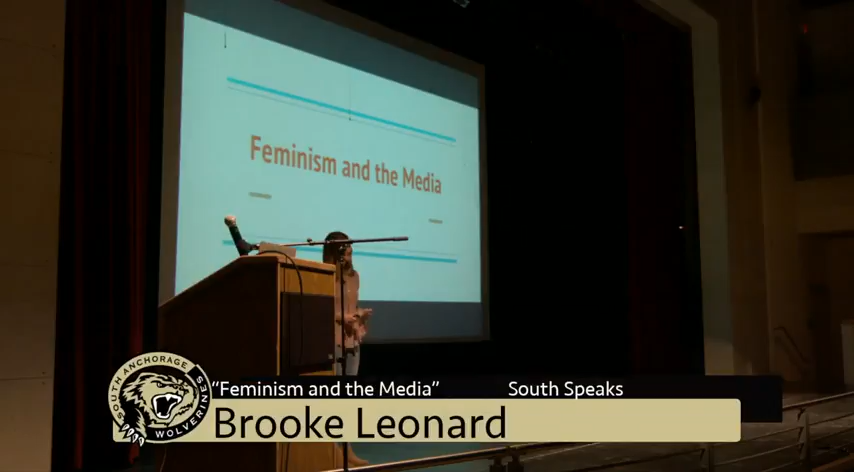 Feminism and the Media
“Feminism and the Media”
South Speaks
Brooke Leonard
SOUTH ANCHORAGE
WOLVERINES